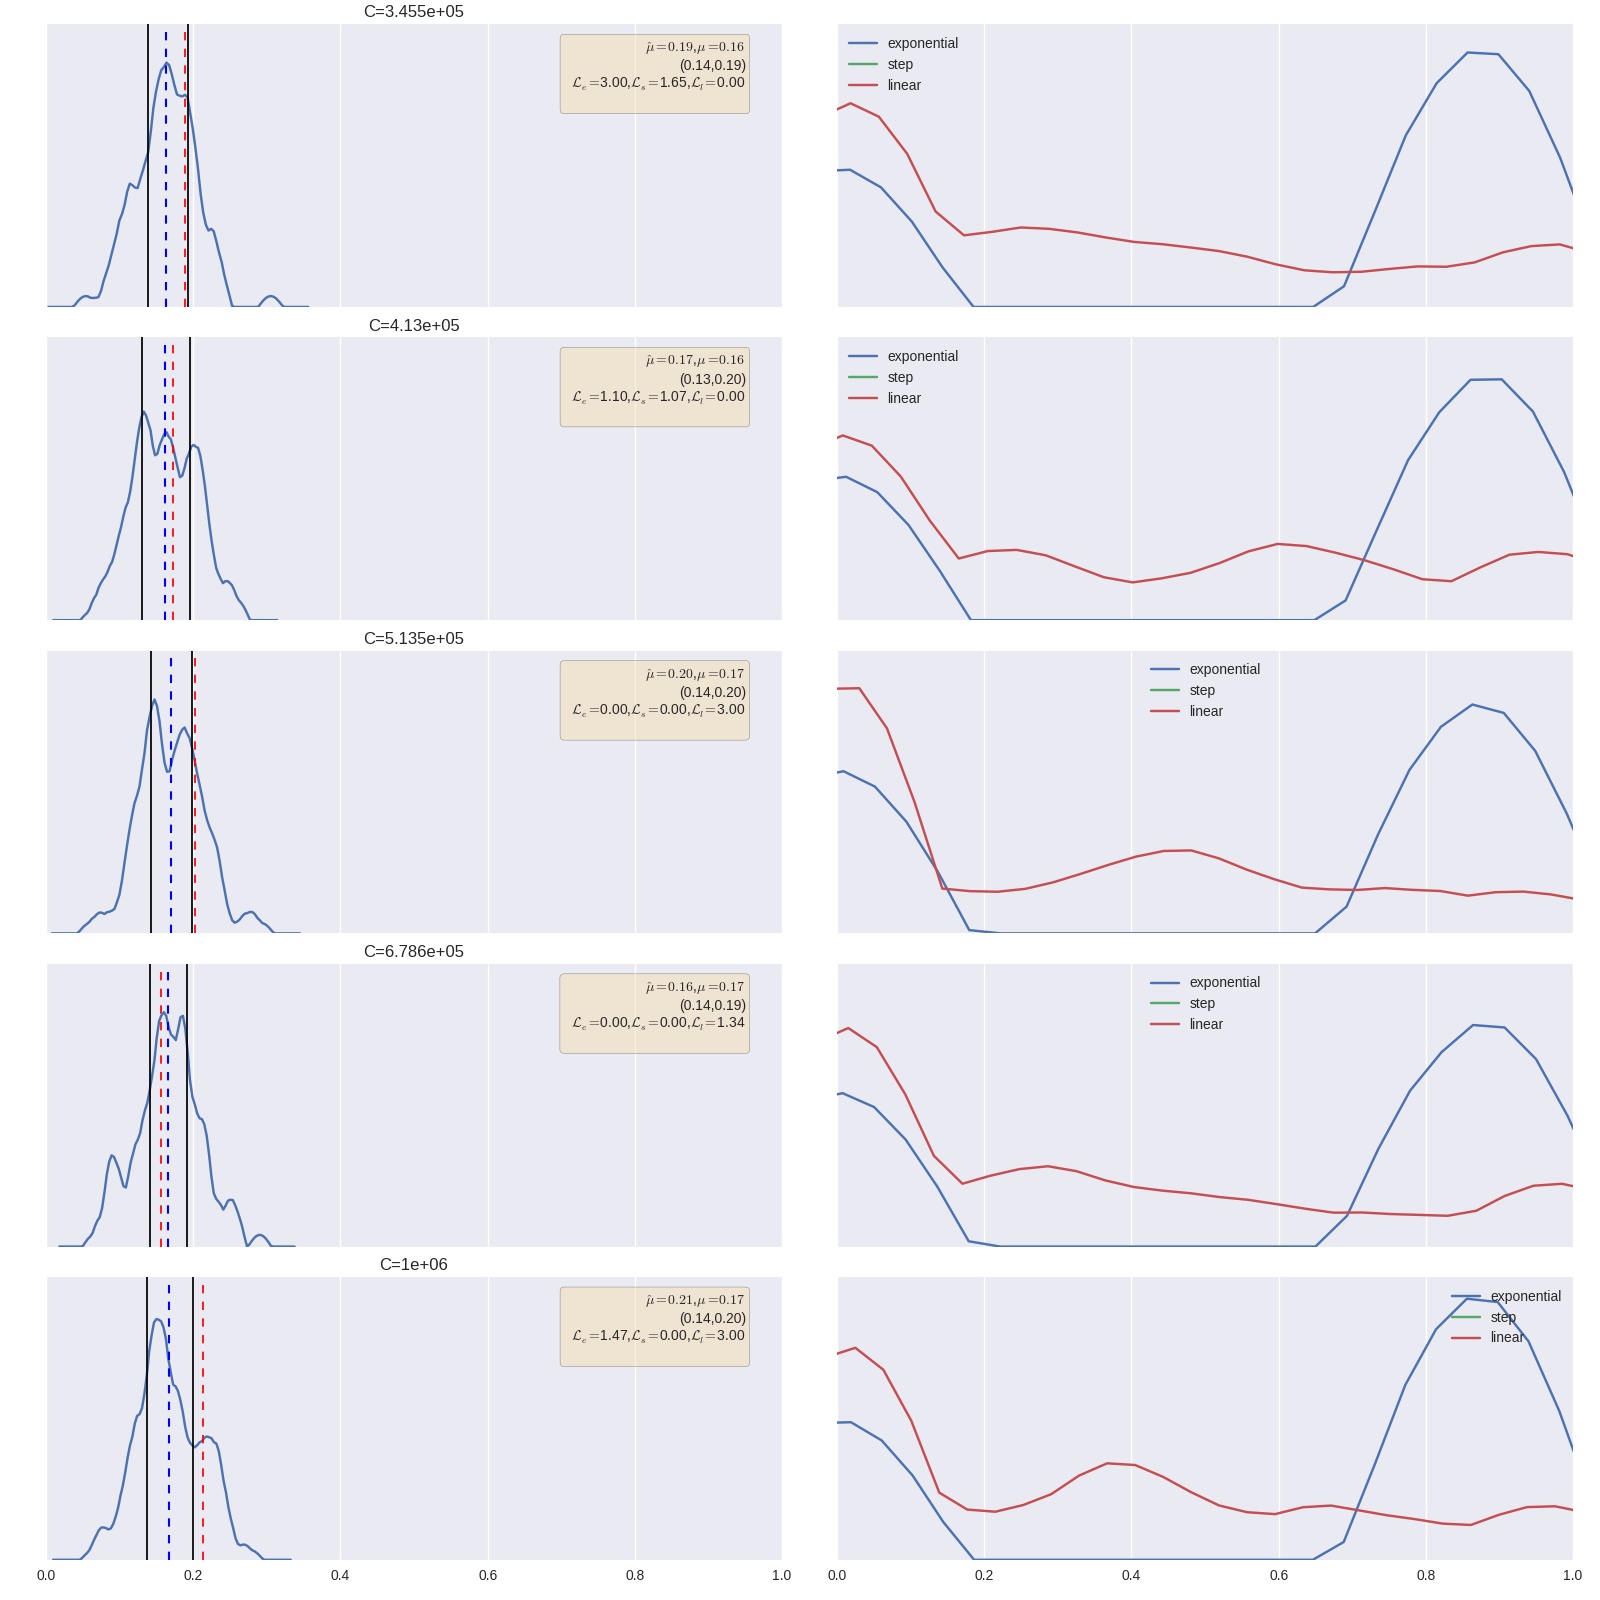 C=3.455e+05
μ̂=0.19,μ=0.16
(0.14,0.19)
ℒₑ=3.00,ℒₛ=1.65,ℒₗ=0.00
exponential
step
linear
C=4.13e+05
μ̂=0.17,μ=0.16
(0.13,0.20)
ℒₑ=1.10,ℒₛ=1.07,ℒₗ=0.00
exponential
step
linear
C=5.135e+05
μ̂=0.20,μ=0.17
(0.14,0.20)
ℒₑ=0.00,ℒₛ=0.00,ℒₗ=3.00
exponential
step
linear
C=6.786e+05
μ̂=0.16,μ=0.17
(0.14,0.19)
ℒₑ=0.00,ℒₛ=0.00,ℒₗ=1.34
exponential
step
linear
C=1e+06
μ̂=0.21,μ=0.17
(0.14,0.20)
ℒₑ=1.47,ℒₛ=0.00,ℒₗ=3.00
exponential
step
linear
0.0 0.2 0.4 0.6 0.8 1.0
0.0 0.2 0.4 0.6 0.8 1.0